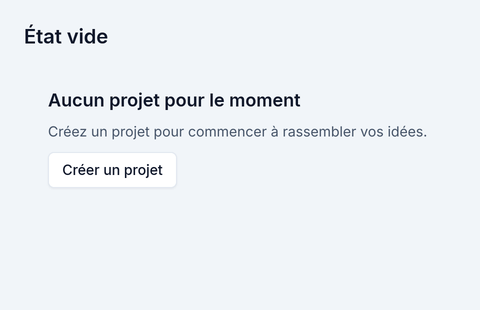 État vide
Aucun projet pour le moment
Créez un projet pour commencer à rassembler vos idées.
Créer un projet